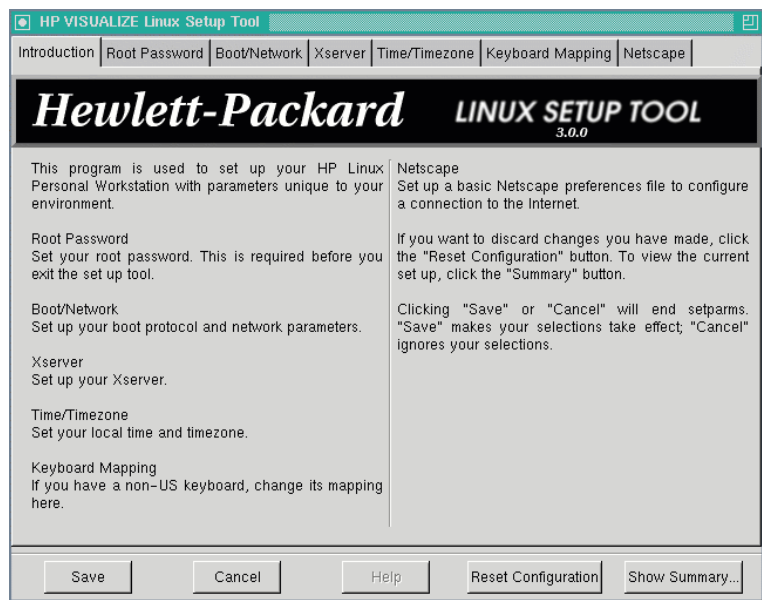 HP VISUALIZE Linux Setup Tool
Introduction
Root Password
Boot/Network
Xserver
Time/Timezone
Keyboard Mapping
Netscape
Hewlett-Packard
LINUX SETUP TOOL
3.0.0
This program is used to set up your HP Linux
Personal Workstation with parameters unique to your
environment.
Root Password
Set your root password. This is required before you
exit the set up tool.
Boot/Network
Set up your boot protocol and network parameters.
Xserver
Set up your Xserver.
Time/Timezone
Set your local time and timezone.
Keyboard Mapping
If you have a non-US keyboard, change its mapping
here.
Netscape
Set up a basic Netscape preferences file to configure
a connection to the Internet.
If you want to discard changes you have made, click
the "Reset Configuration" button. To view the current
set up, click the "Summary" button.
Clicking "Save" or "Cancel" will end setparms.
"Save" makes your selections take effect; "Cancel"
ignores your selections.
Save
Cancel
Help
Reset Configuration
Show Summary...